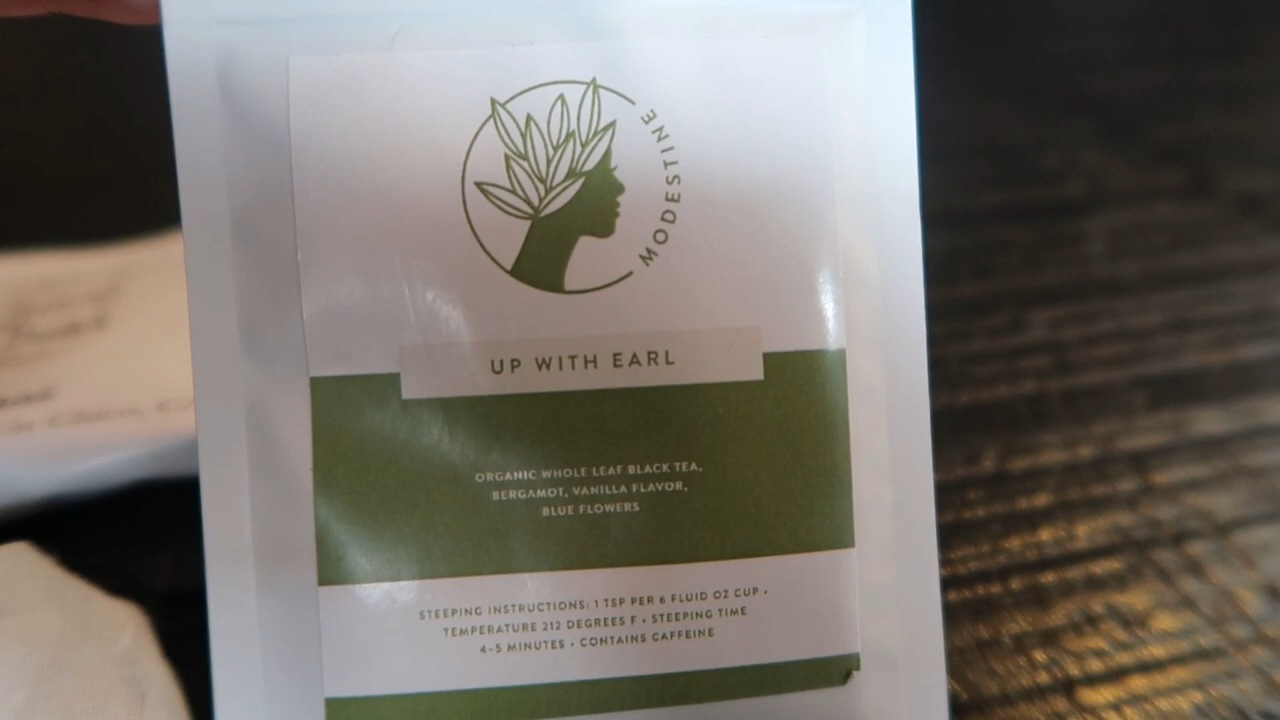 MODESTINE
UP WITH EARL
ORGANIC WHOLE LEAF BLACK TEA,
BERGAMOT, VANILLA FLAVOR,
BLUE FLOWERS
STEEPING INSTRUCTIONS: 1 TSP PER 6 FLUID OZ CUP •
TEMPERATURE 212 DEGREES F • STEEPING TIME
4-5 MINUTES • CONTAINS CAFFEINE